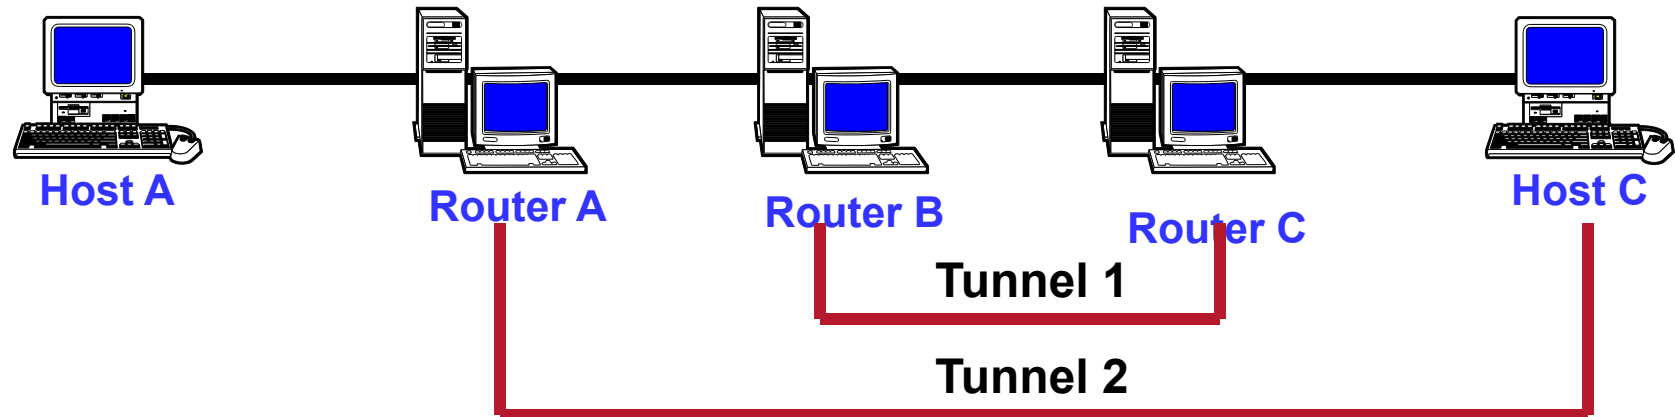 Host A
Router A
Router B
Router C
Host C
Tunnel 1
Tunnel 2